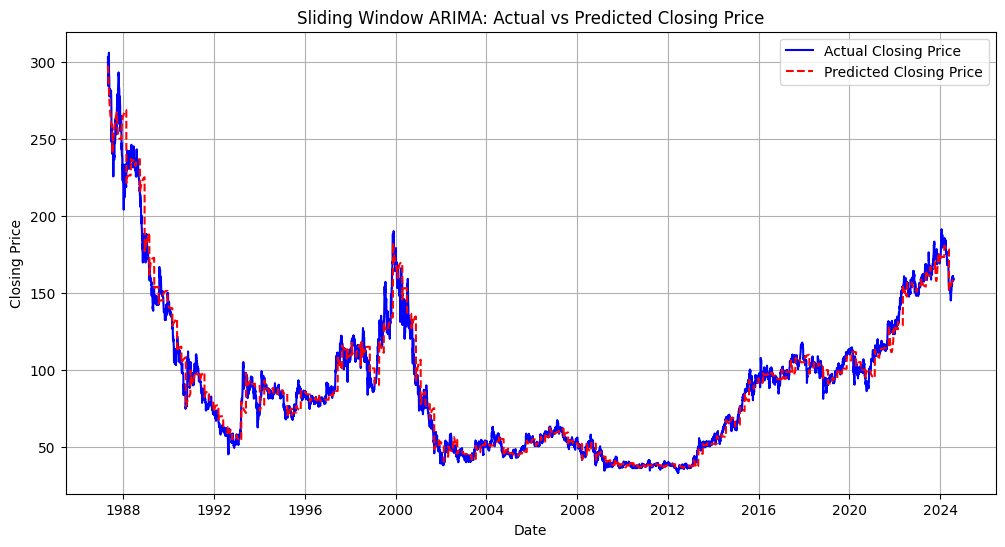 Sliding Window ARIMA: Actual vs Predicted Closing Price
Actual Closing Price
Predicted Closing Price
Closing Price
300
250
200
150
100
50
1988 1992 1996 2000 2004 2008 2012 2016 2020 2024
Date